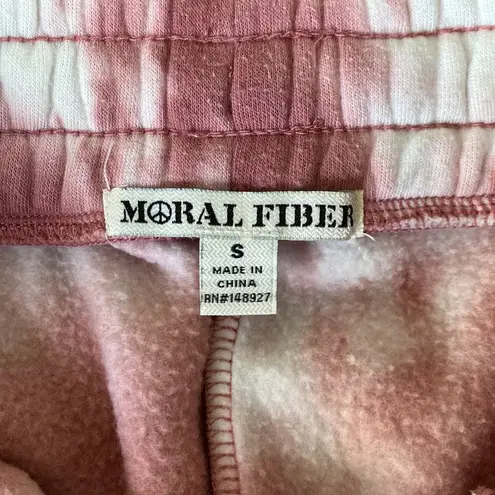 MORAL FIBER
S
MADE IN
CHINA
RN#148927